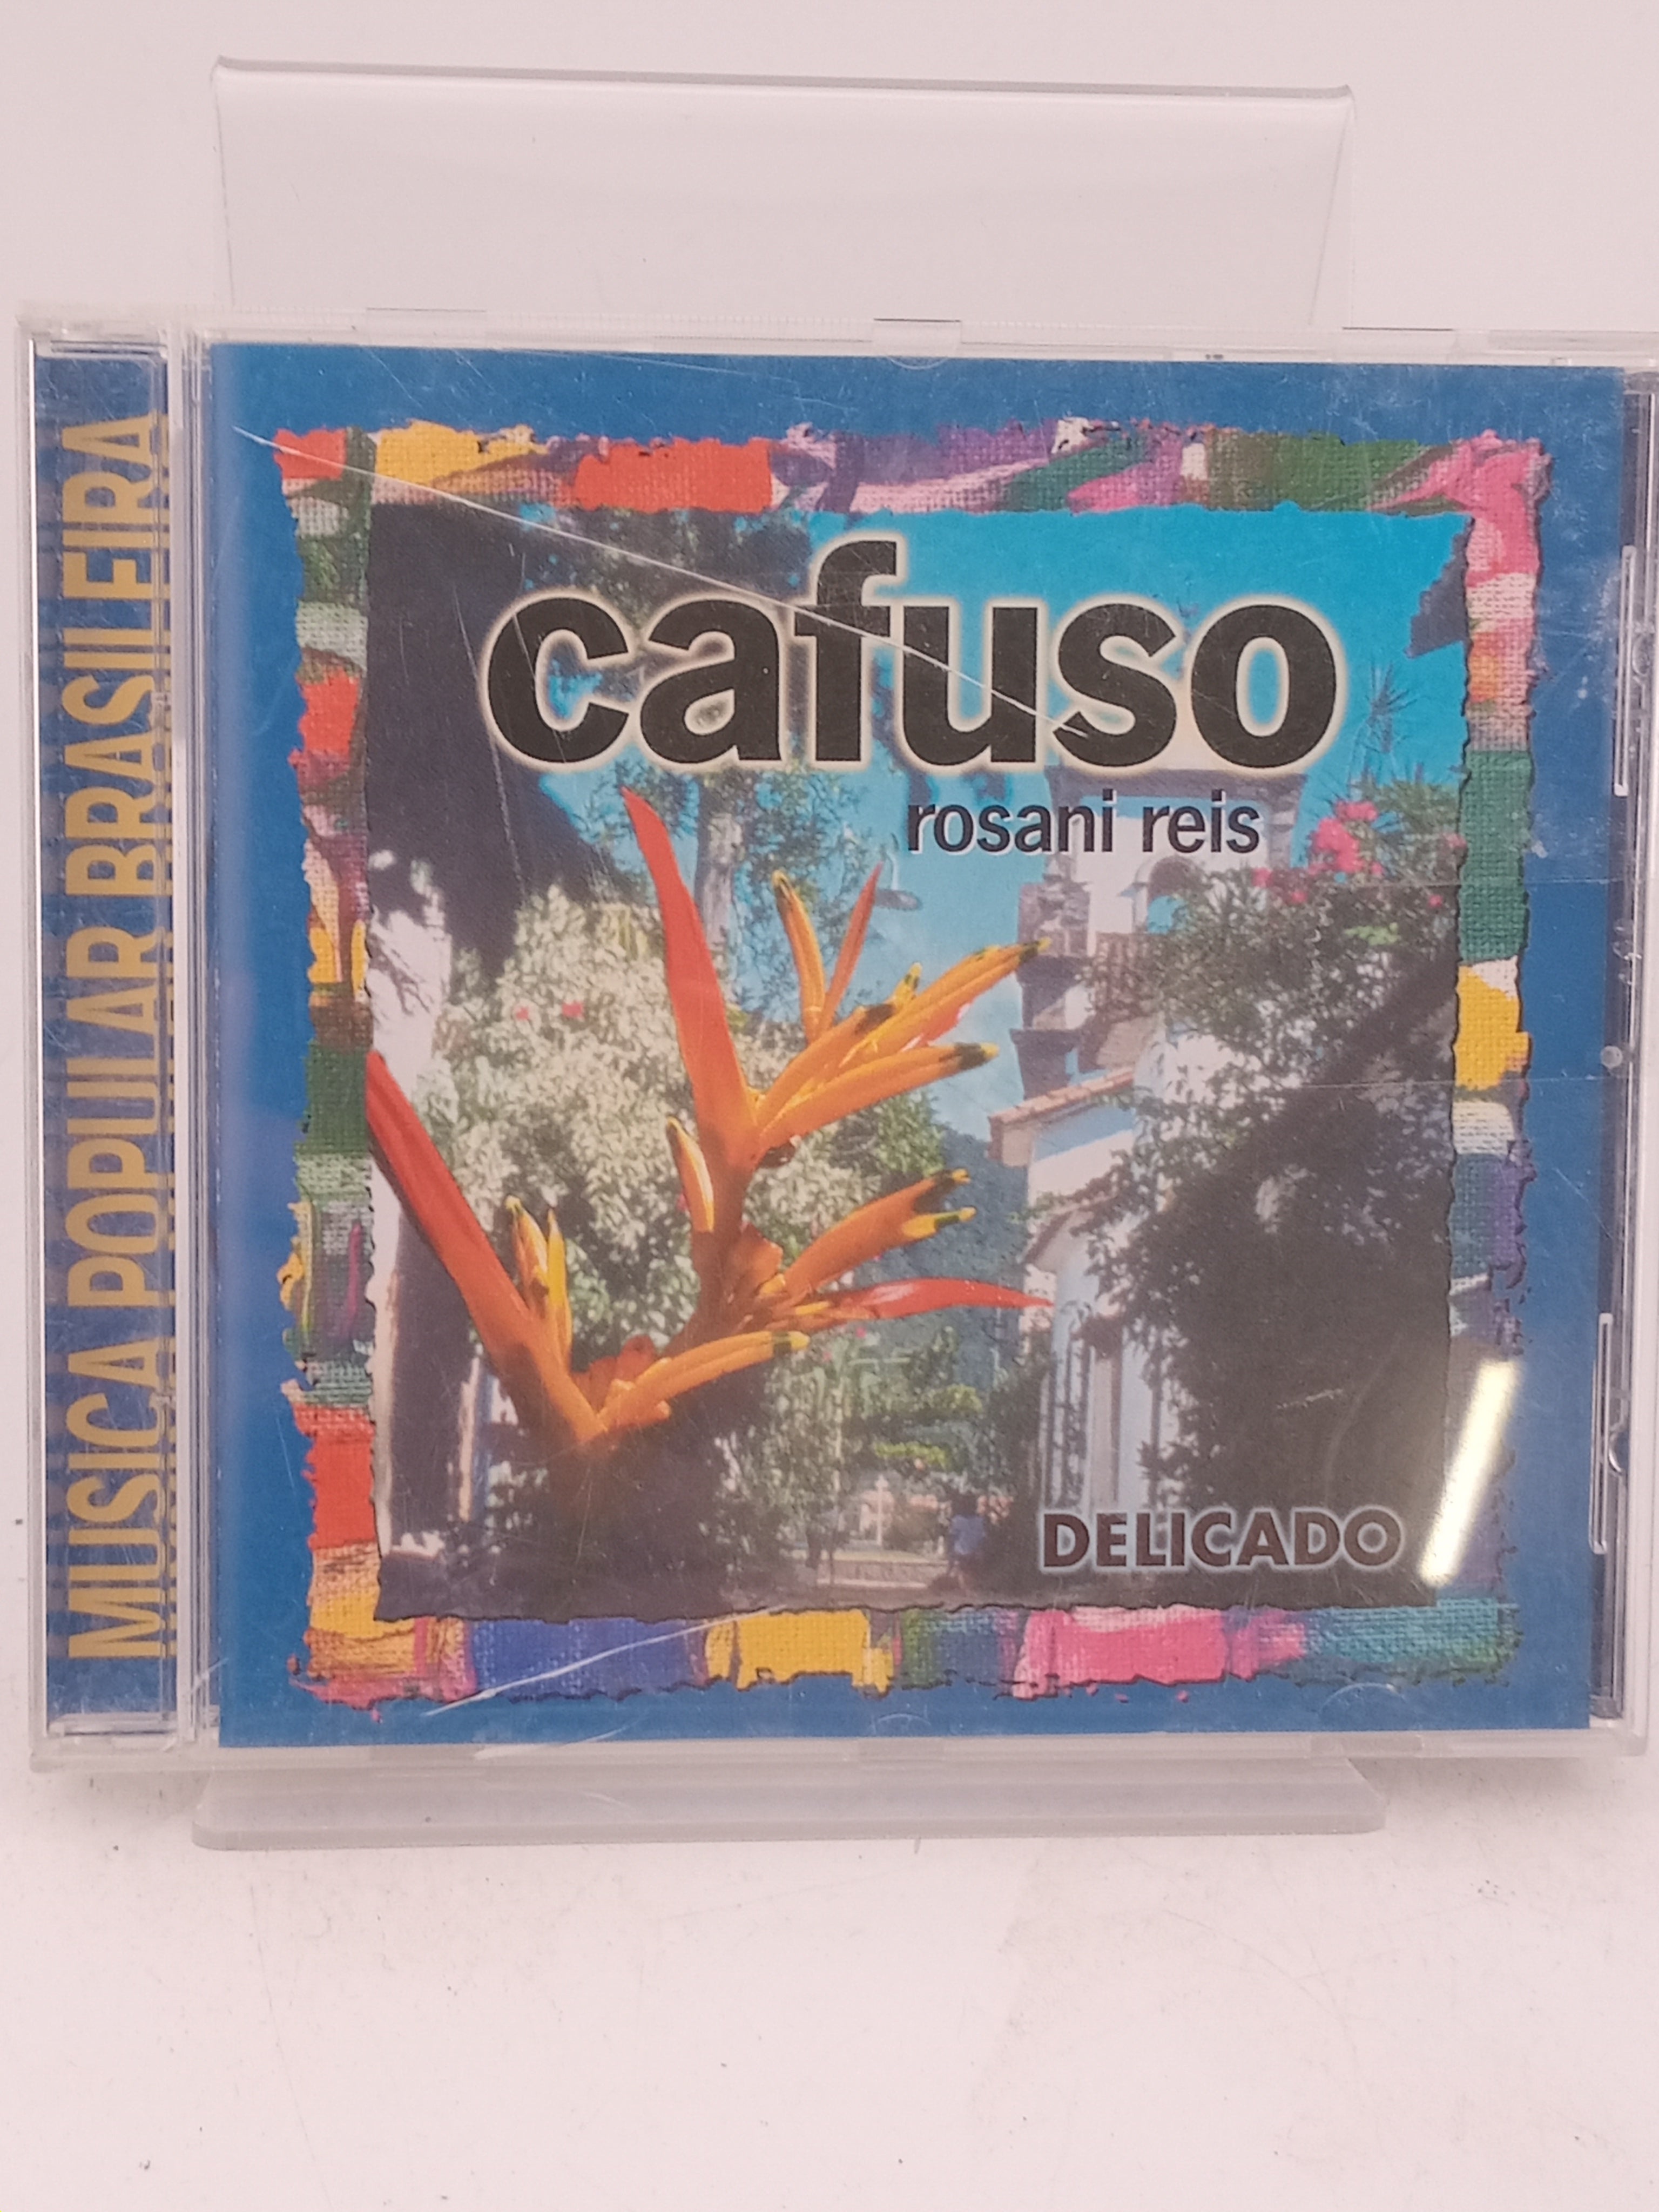 MUSICA POPULAR BRASILEIRA
cafuso
rosani reis
DELICADO